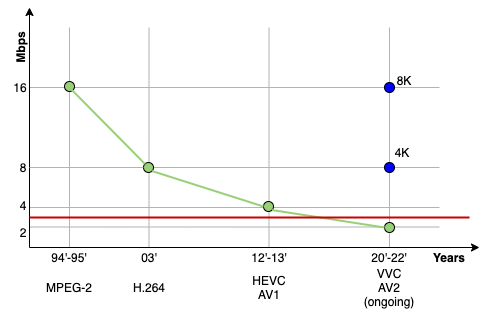 Mbps
16
8K
8
4K
4
2
94'-95'
03'
12'-13'
20'-22'
Years
MPEG-2
H.264
HEVC
AV1
VVC
AV2
(ongoing)